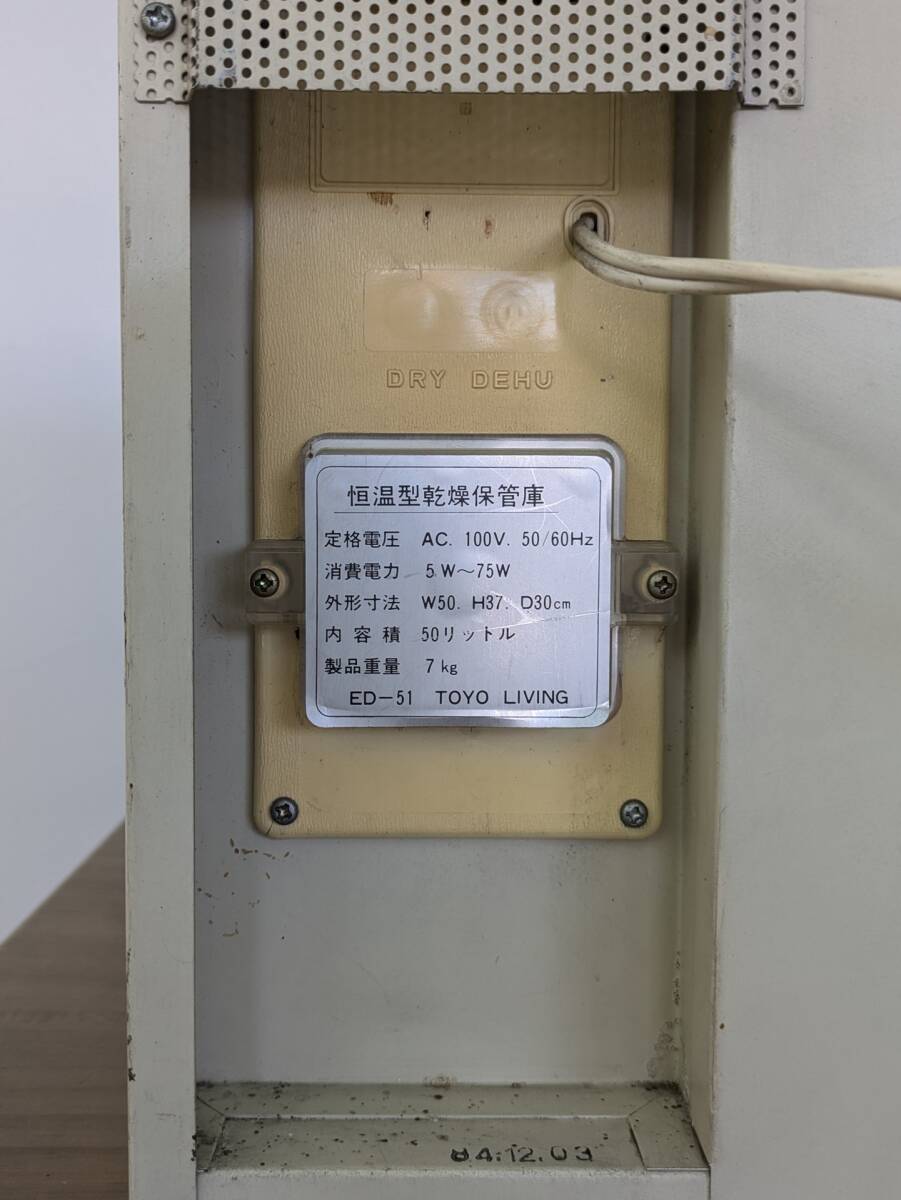 DRY DEHU
恒温型乾燥保管庫
定格電圧 AC. 100V. 50/60Hz
消費電力 5W〜75W
外形寸法 W50. H37. D30cm
内容積 50リットル
製品重量 7kg
ED-51 TOYO LIVING
84.12.03